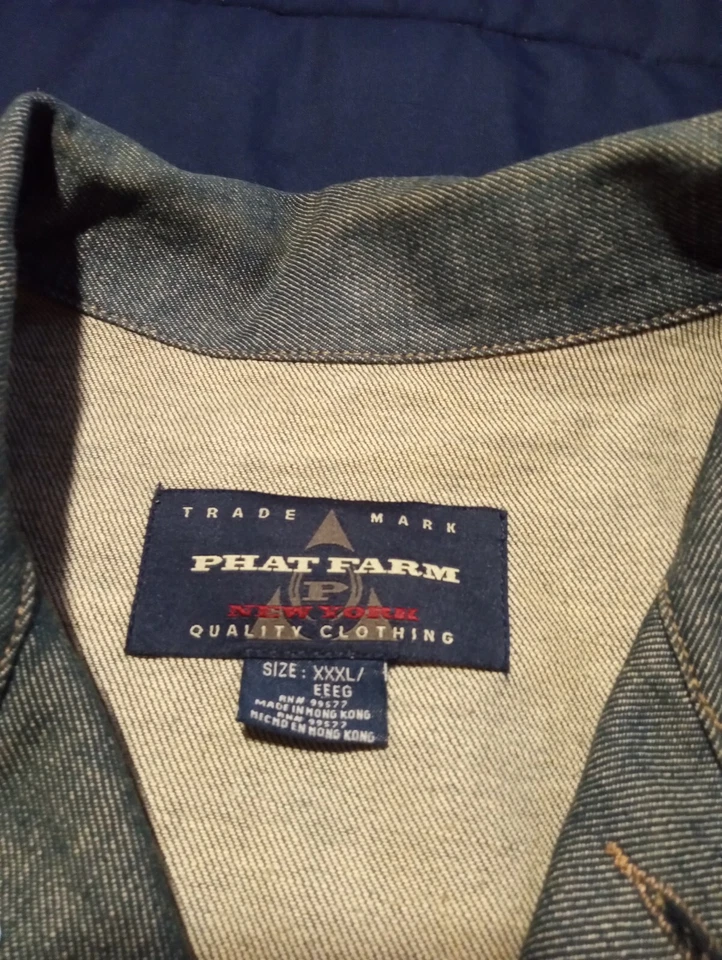 TRADE MARK
PHAT FARM
P
NEW YORK
QUALITY CLOTHING
SIZE: XXXL/
EEEG
RN# 99577
MADE IN HONG KONG
RN# 99577
HECHO EN HONG KONG